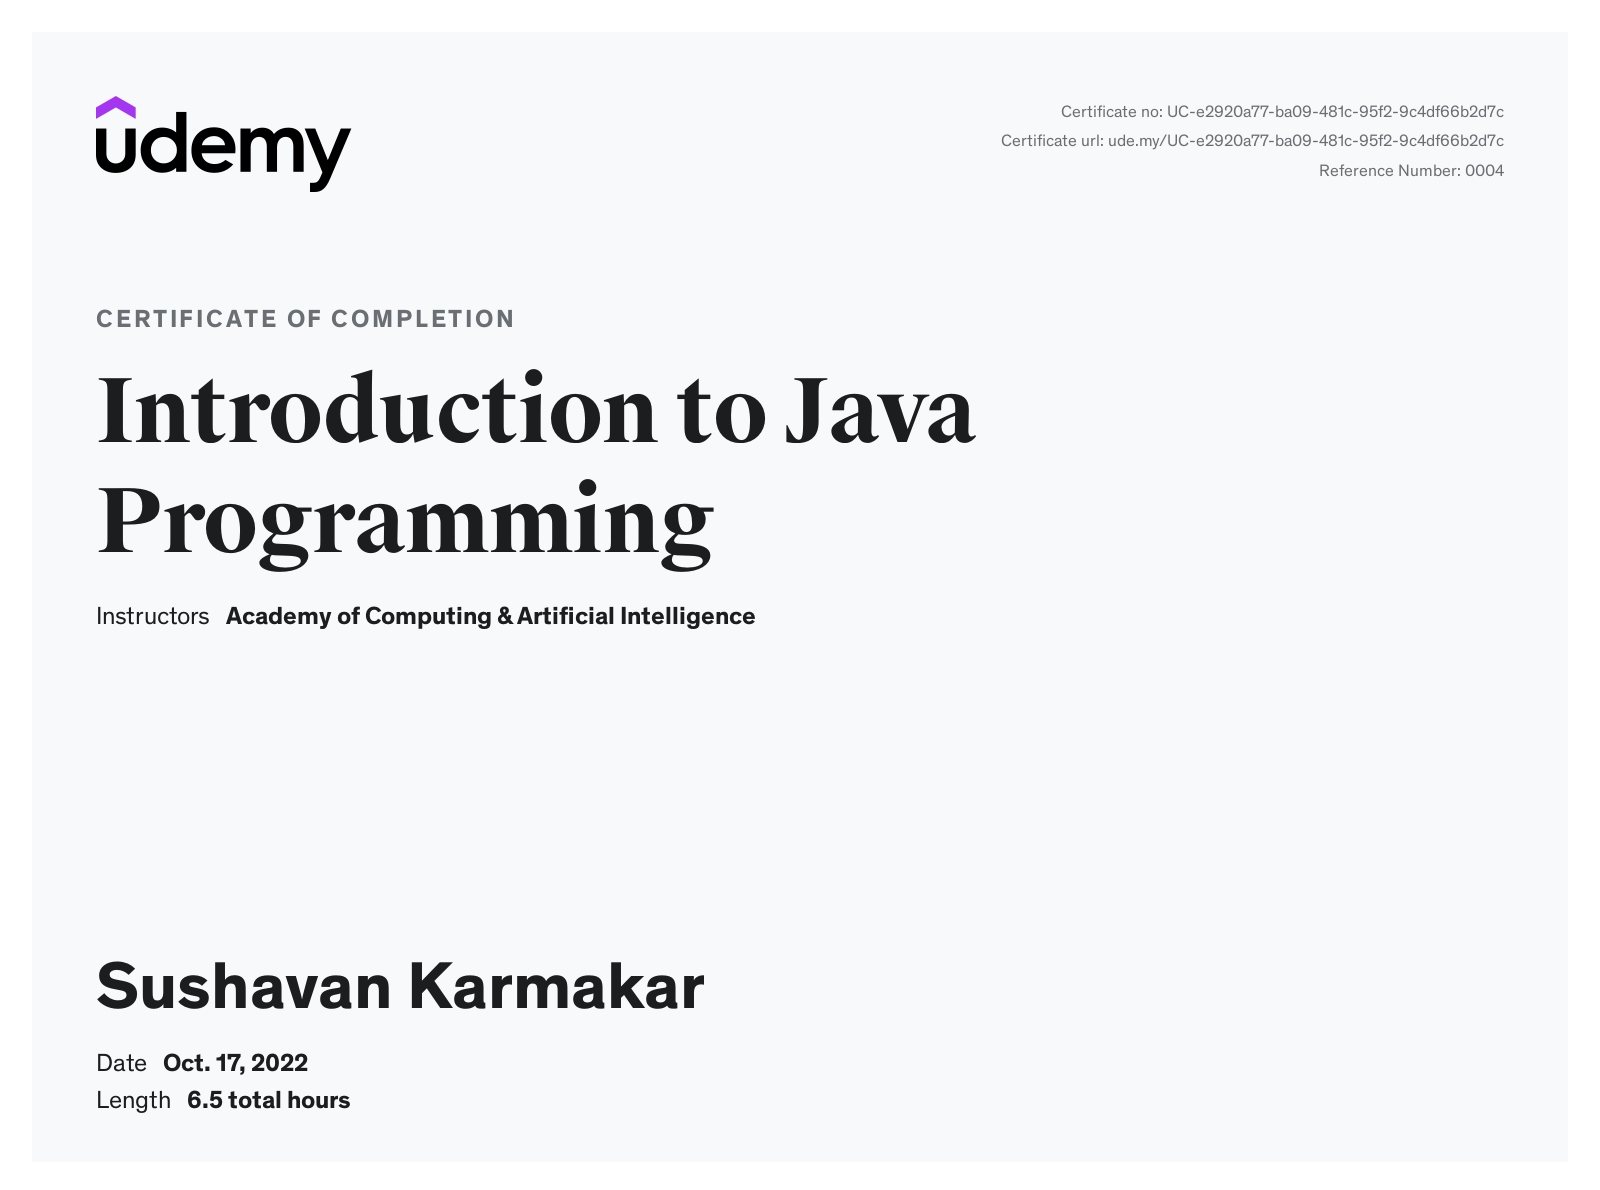 udemy
Certificate no: UC-e2920a77-ba09-481c-95f2-9c4df66b2d7c
Certificate url: ude.my/UC-e2920a77-ba09-481c-95f2-9c4df66b2d7c
Reference Number: 0004
CERTIFICATE OF COMPLETION
Introduction to Java
Programming
Instructors Academy of Computing & Artificial Intelligence
Sushavan Karmakar
Date Oct. 17, 2022
Length 6.5 total hours